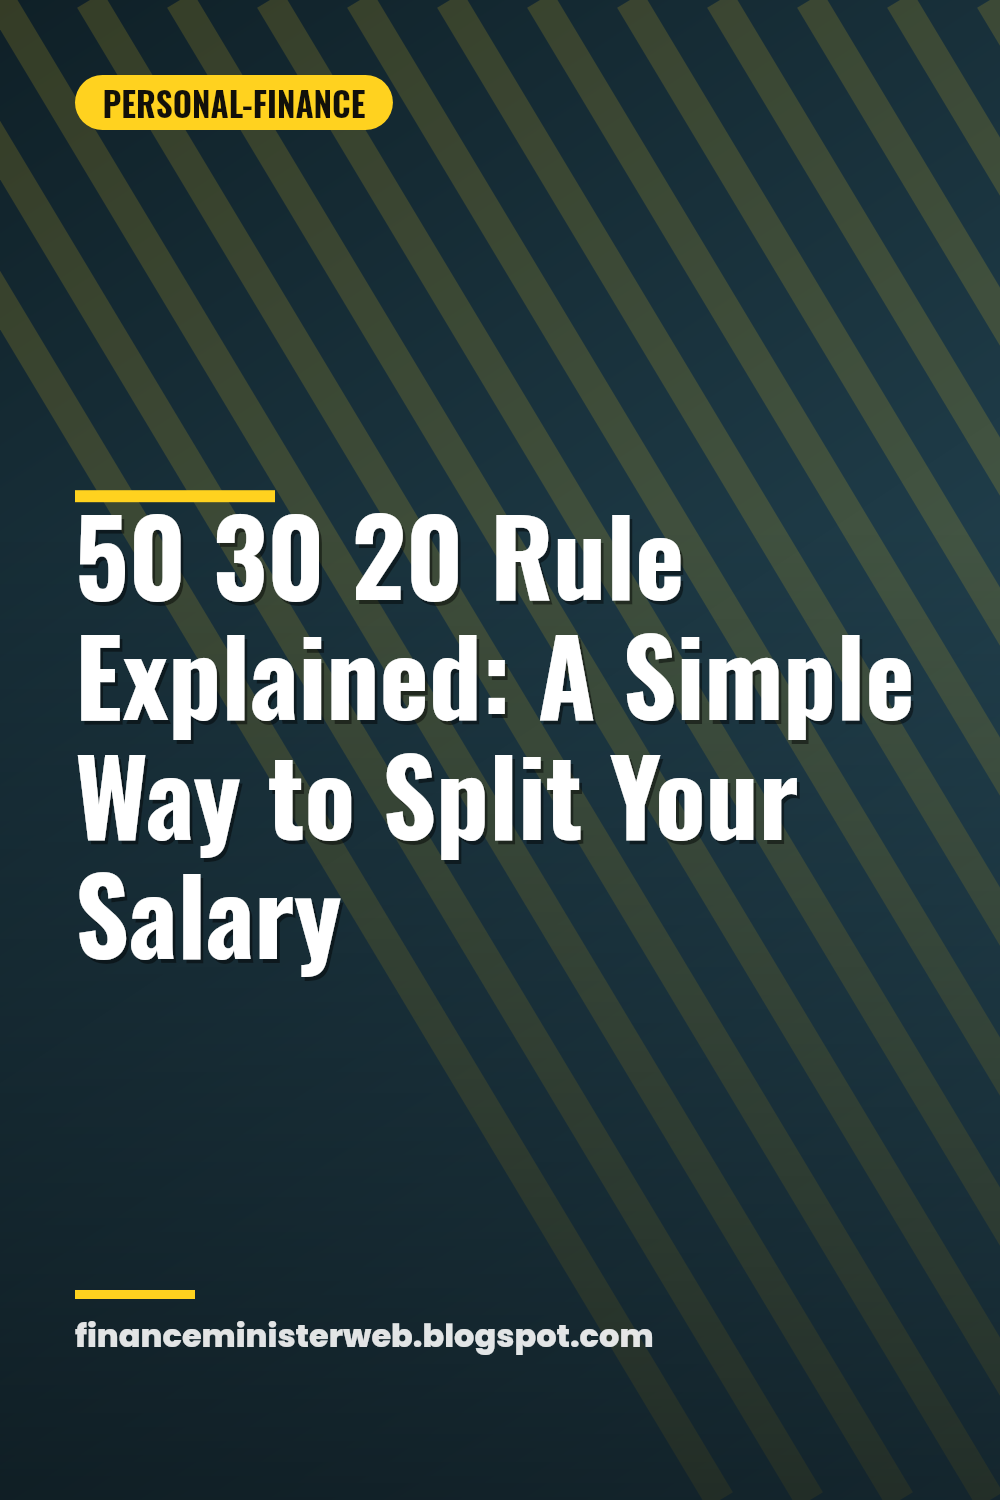 PERSONAL-FINANCE
50 30 20 Rule
Explained: A Simple
Way to Split Your
Salary
financeministerweb.blogspot.com